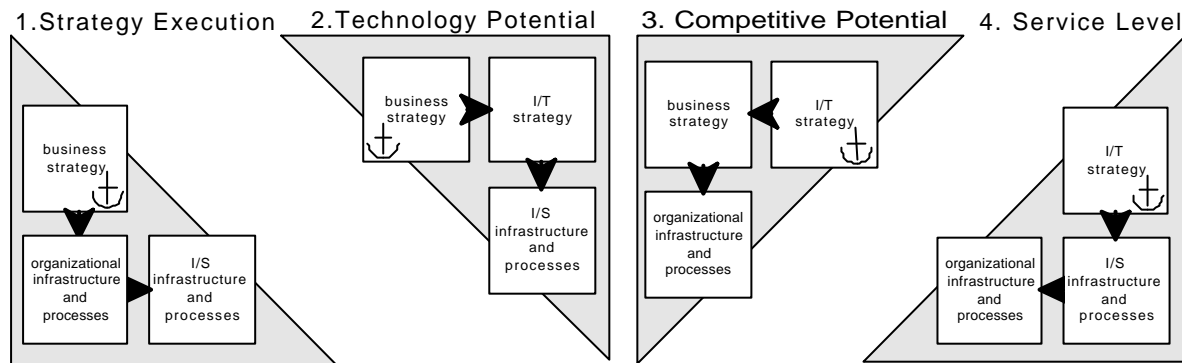 1.Strategy Execution
business
strategy
organizational
infrastructure
and
processes
I/S
infrastructure
and
processes
2.Technology Potential
business
strategy
I/T
strategy
I/S
infrastructure
and
processes
3. Competitive Potential
business
strategy
I/T
strategy
organizational
infrastructure
and
processes
4. Service Level
I/T
strategy
organizational
infrastructure
and
processes
I/S
infrastructure
and
processes